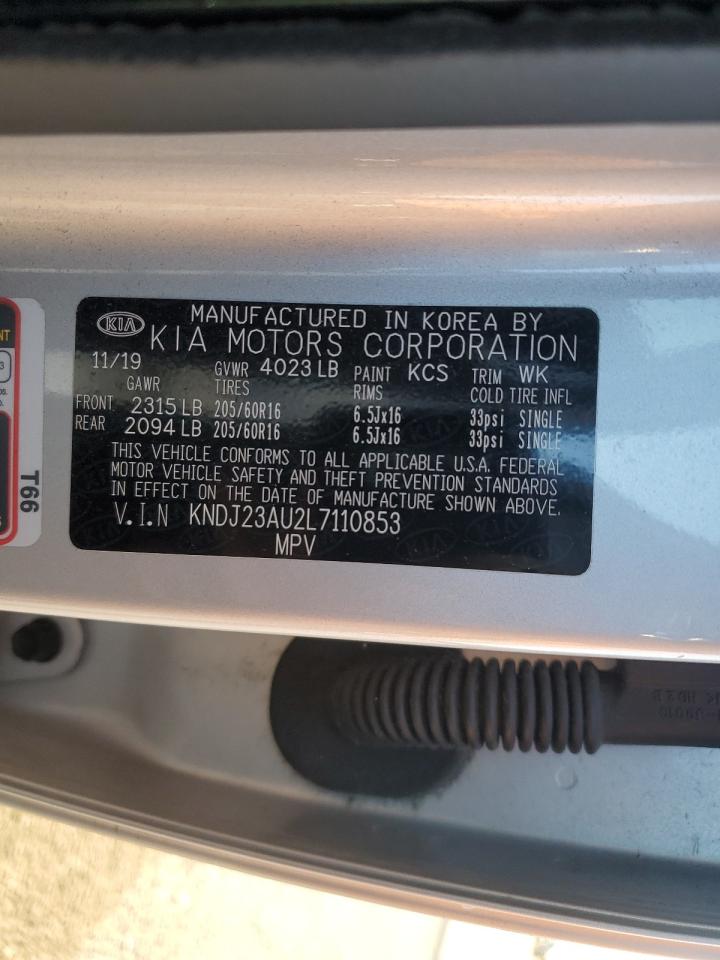 KIA
MANUFACTURED IN KOREA BY
KIA MOTORS CORPORATION
11/19 GVWR 4023 LB PAINT KCS TRIM WK
GAWR TIRES RIMS COLD TIRE INFL
FRONT 2315 LB 205/60R16 6.5Jx16 33psi SINGLE
REAR 2094 LB 205/60R16 6.5Jx16 33psi SINGLE
THIS VEHICLE CONFORMS TO ALL APPLICABLE U.S.A. FEDERAL
MOTOR VEHICLE SAFETY AND THEFT PREVENTION STANDARDS
IN EFFECT ON THE DATE OF MANUFACTURE SHOWN ABOVE.
V.I.N KNDJ23AU2L7110853
MPV
T66